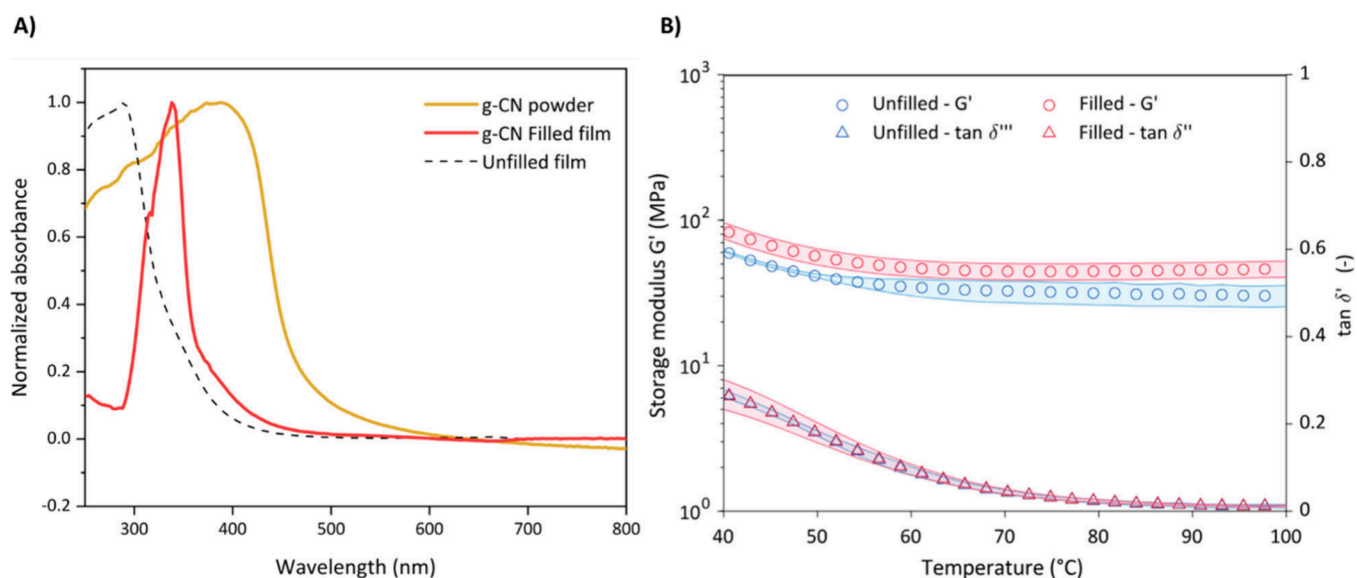 A)
Normalized absorbance
1.0
0.8
0.6
0.4
0.2
0.0
-0.2
g-CN powder
g-CN Filled film
Unfilled film
300 400 500 600 700 800
Wavelength (nm)
B)
Storage modulus G' (MPa)
10³
10²
10¹
10⁰
Unfilled - G' Filled - G'
Unfilled - tan δ''' Filled - tan δ''
1
0.8
0.6
0.4
0.2
0
tan δ' (-)
40 50 60 70 80 90 100
Temperature (°C)